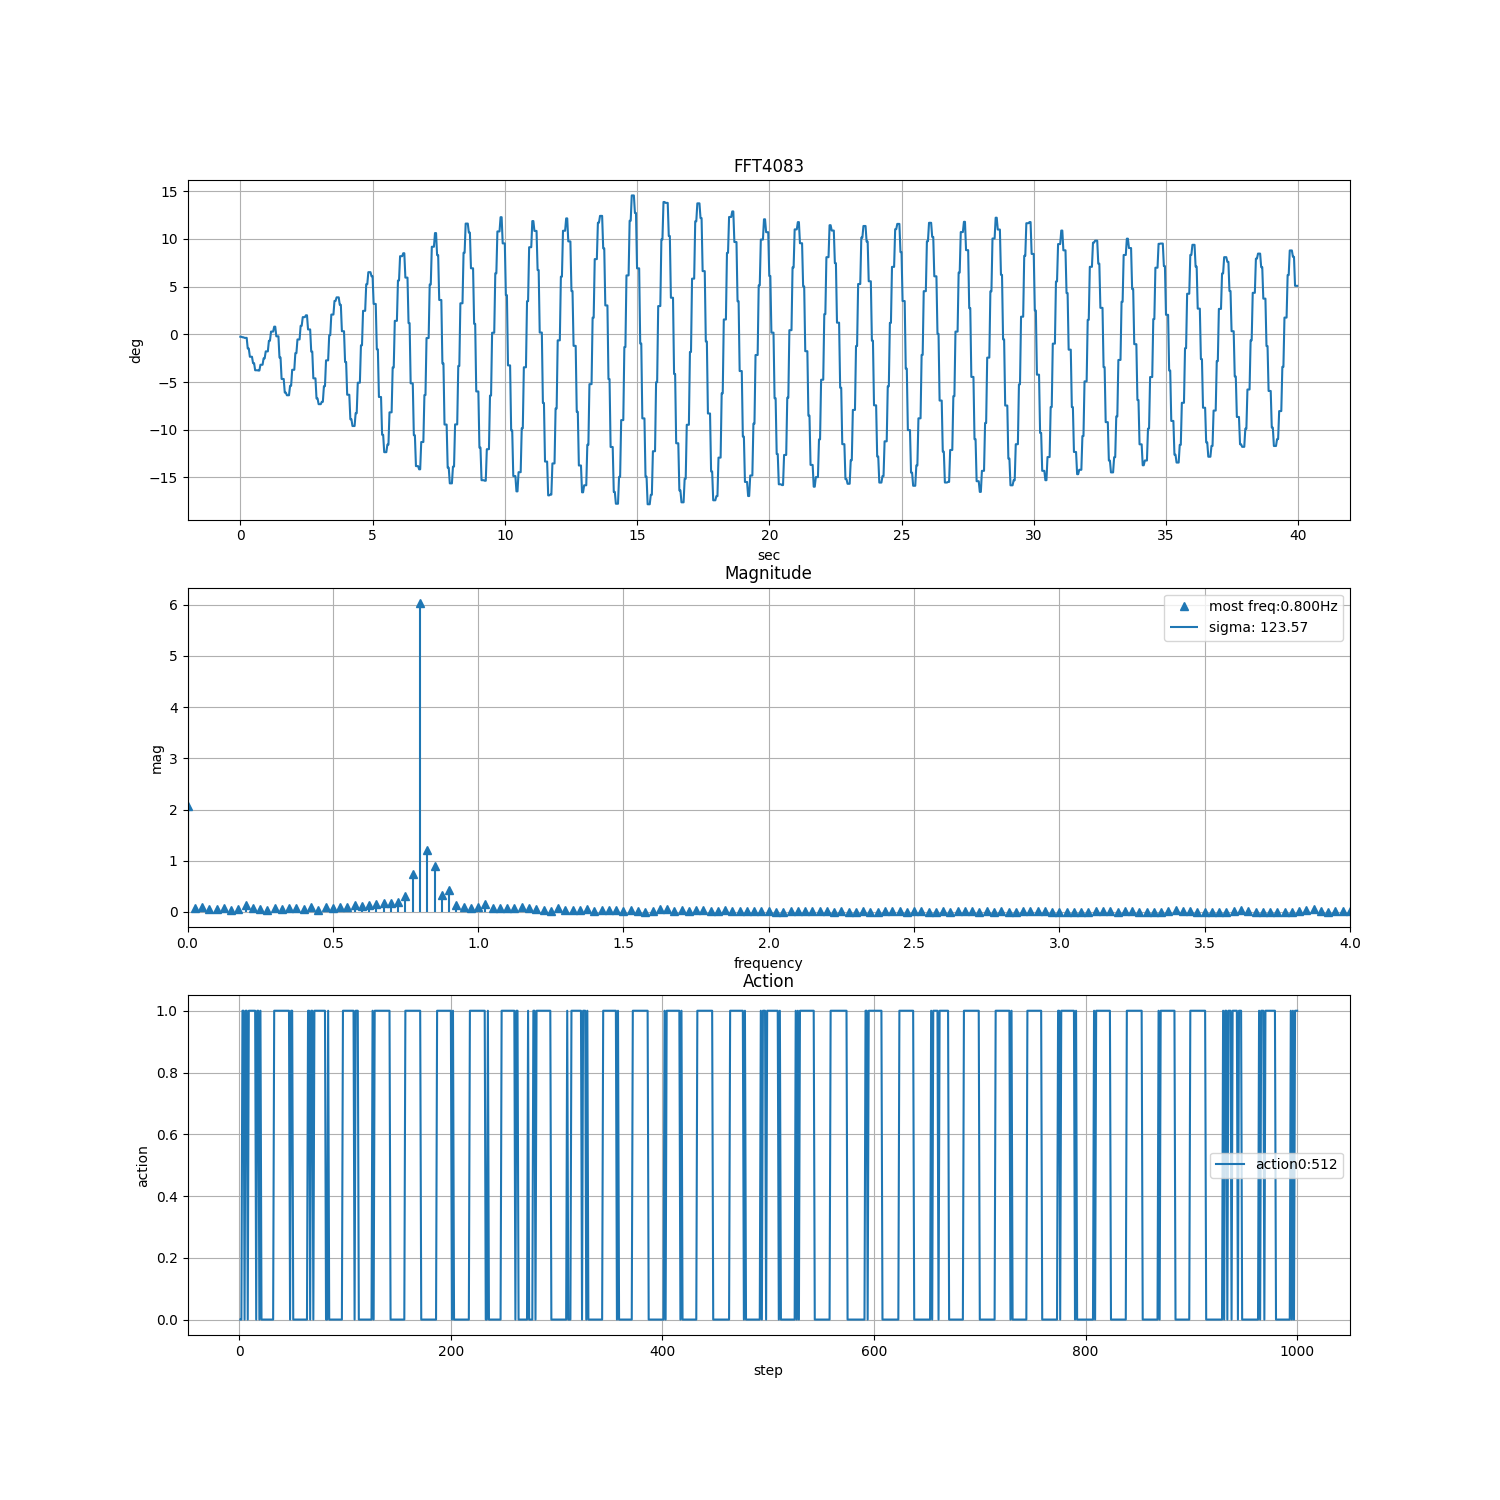 FFT4083
15
10
5
0
−5
−10
−15
deg
0 5 10 15 20 25 30 35 40
sec
Magnitude
6
5
4
3
2
1
0
mag
most freq:0.800Hz
sigma: 123.57
0.0 0.5 1.0 1.5 2.0 2.5 3.0 3.5 4.0
frequency
Action
1.0
0.8
0.6
0.4
0.2
0.0
action
action0:512
0 200 400 600 800 1000
step